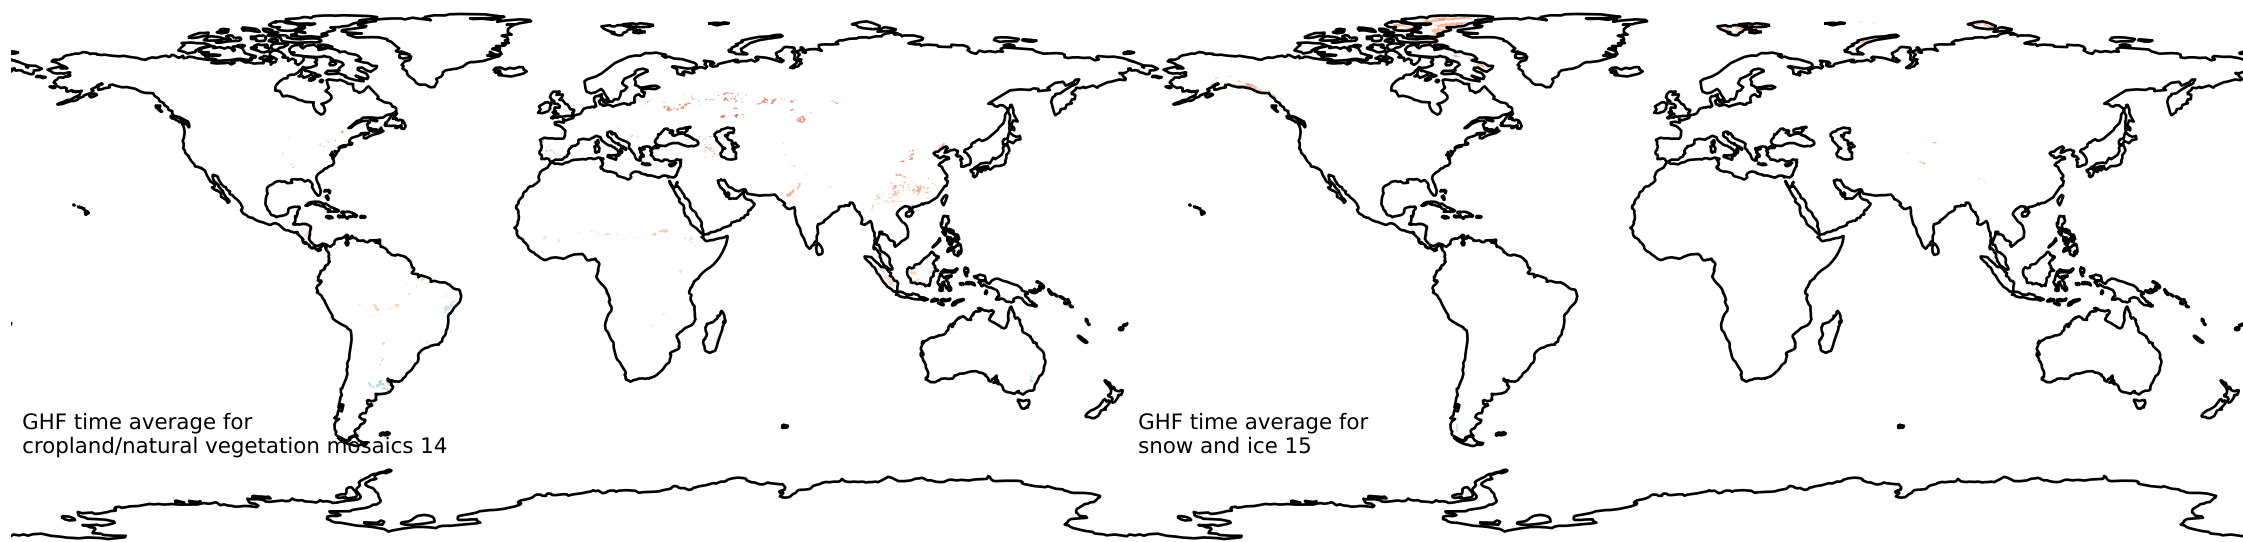 GHF time average for
cropland/natural vegetation mosaics 14
GHF time average for
snow and ice 15